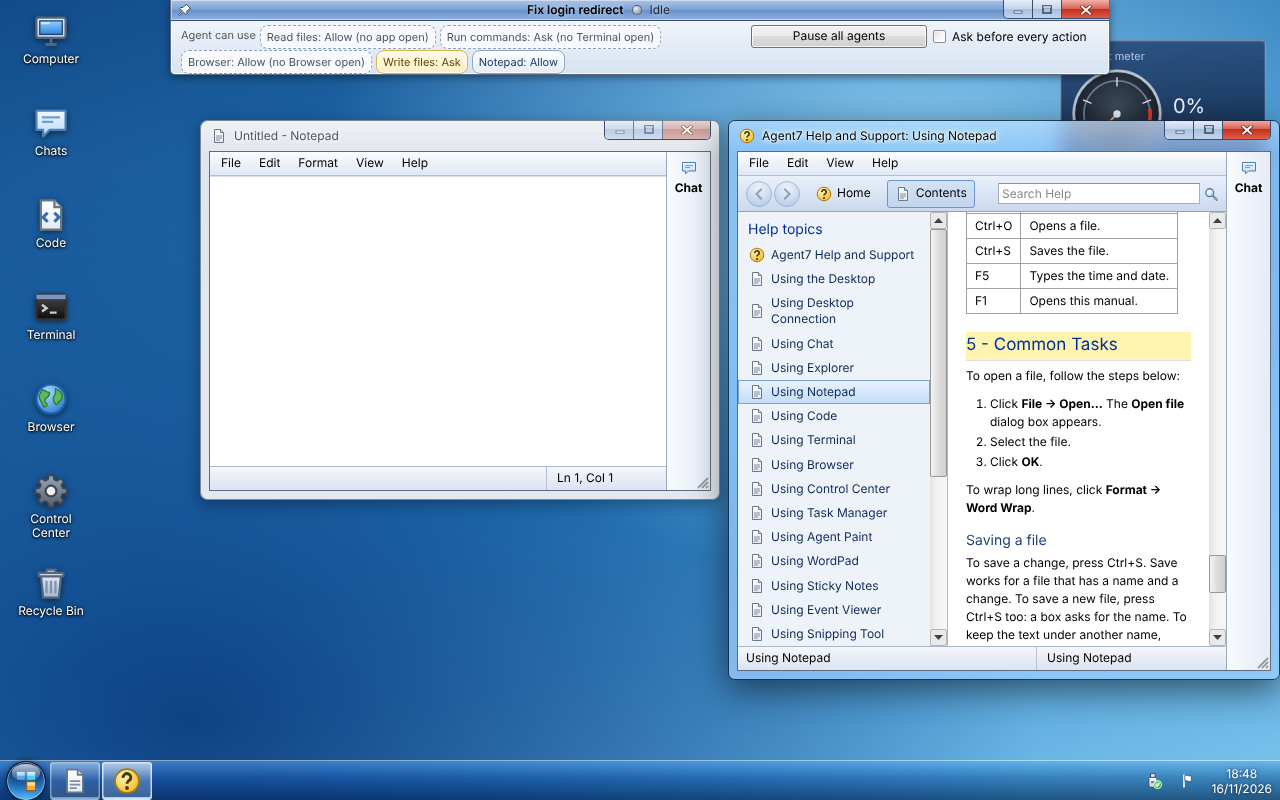 Fix login redirect
Idle
Agent can use
Read files: Allow (no app open)
Run commands: Ask (no Terminal open)
Browser: Allow (no Browser open)
Write files: Ask
Notepad: Allow
Pause all agents
Ask before every action
Computer
Chats
Code
Terminal
Browser
Control
Center
Recycle Bin
meter
0%
Untitled - Notepad
File
Edit
Format
View
Help
Chat
Ln 1, Col 1
Agent7 Help and Support: Using Notepad
File
Edit
View
Help
Chat
Home
Contents
Search Help
Help topics
Agent7 Help and Support
Using the Desktop
Using Desktop
Connection
Using Chat
Using Explorer
Using Notepad
Using Code
Using Terminal
Using Browser
Using Control Center
Using Task Manager
Using Agent Paint
Using WordPad
Using Sticky Notes
Using Event Viewer
Using Snipping Tool
Ctrl+O Opens a file.
Ctrl+S Saves the file.
F5 Types the time and date.
F1 Opens this manual.
5 - Common Tasks
To open a file, follow the steps below:
1. Click File → Open... The Open file
dialog box appears.
2. Select the file.
3. Click OK.
To wrap long lines, click Format →
Word Wrap.
Saving a file
To save a change, press Ctrl+S. Save
works for a file that has a name and a
change. To save a new file, press
Ctrl+S too: a box asks for the name. To
keep the text under another name,
Using Notepad
Using Notepad
18:48
16/11/2026